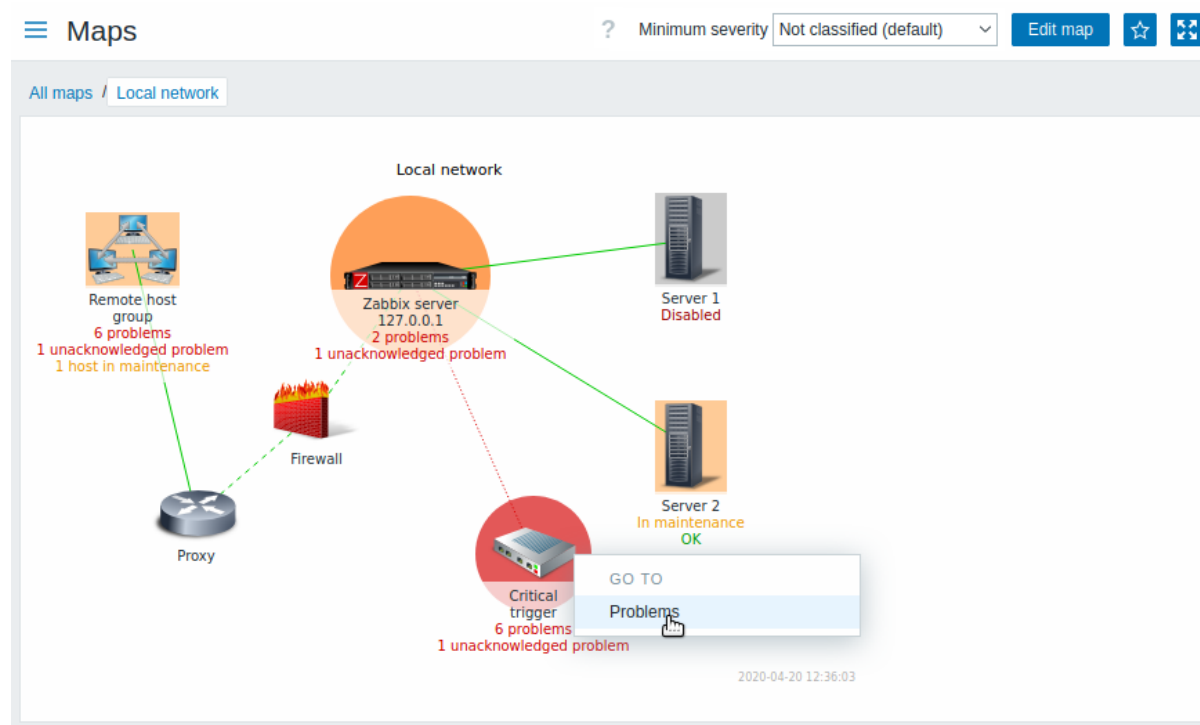 Maps
?
Minimum severity
Not classified (default)
Edit map
All maps / Local network
Local network
Remote host
group
6 problems
1 unacknowledged problem
1 host in maintenance
Z
Zabbix server
127.0.0.1
2 problems
1 unacknowledged problem
Server 1
Disabled
Firewall
Proxy
Server 2
In maintenance
OK
Critical
trigger
6 problems
1 unacknowledged problem
GO TO
Problems
2020-04-20 12:36:03